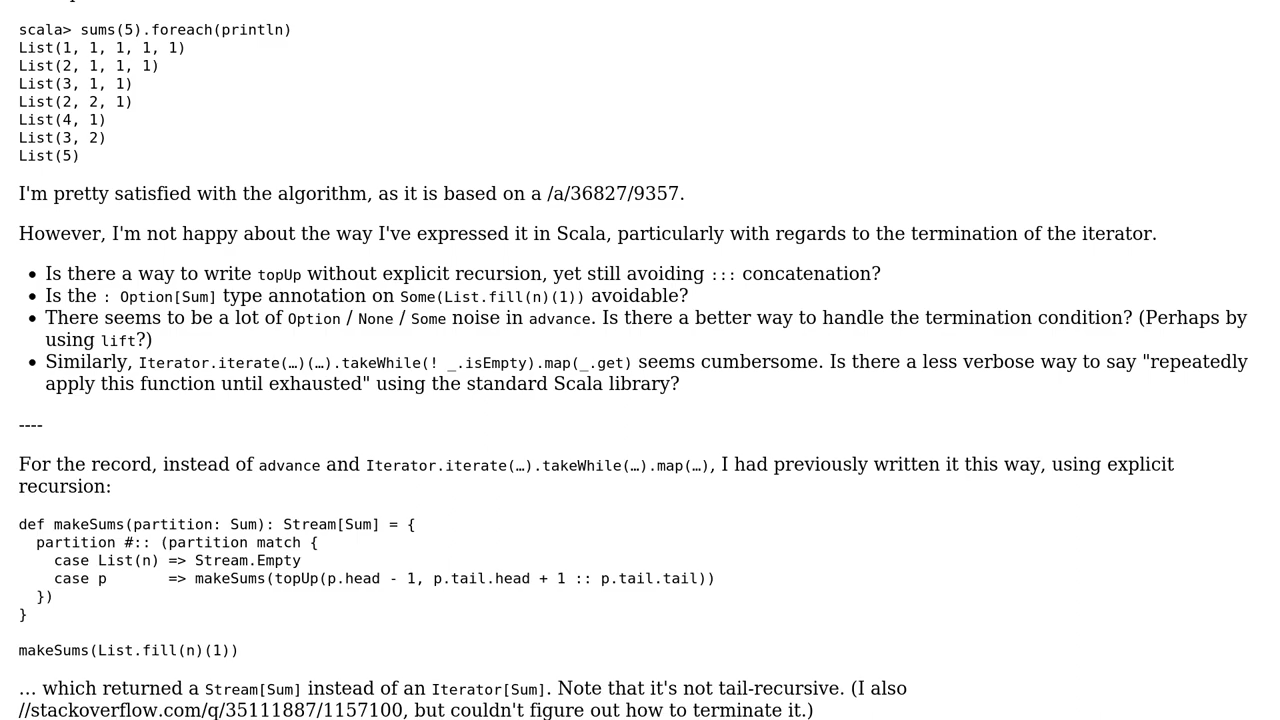 scala> sums(5).foreach(println)
List(1, 1, 1, 1, 1)
List(2, 1, 1, 1)
List(3, 1, 1)
List(2, 2, 1)
List(4, 1)
List(3, 2)
List(5)
I'm pretty satisfied with the algorithm, as it is based on a /a/36827/9357.
However, I'm not happy about the way I've expressed it in Scala, particularly with regards to the termination of the iterator.
• Is there a way to write topUp without explicit recursion, yet still avoiding ::: concatenation?
• Is the : Option[Sum] type annotation on Some(List.fill(n)(1)) avoidable?
• There seems to be a lot of Option / None / Some noise in advance. Is there a better way to handle the termination condition? (Perhaps by
using lift?)
• Similarly, Iterator.iterate(…)(…).takeWhile(! _.isEmpty).map(_.get) seems cumbersome. Is there a less verbose way to say "repeatedly
apply this function until exhausted" using the standard Scala library?
----
For the record, instead of advance and Iterator.iterate(…).takeWhile(…).map(…), I had previously written it this way, using explicit
recursion:
def makeSums(partition: Sum): Stream[Sum] = {
  partition #:: (partition match {
    case List(n) => Stream.Empty
    case p       => makeSums(topUp(p.head - 1, p.tail.head + 1 :: p.tail.tail))
  })
}
makeSums(List.fill(n)(1))
… which returned a Stream[Sum] instead of an Iterator[Sum]. Note that it's not tail-recursive. (I also
//stackoverflow.com/q/35111887/1157100, but couldn't figure out how to terminate it.)